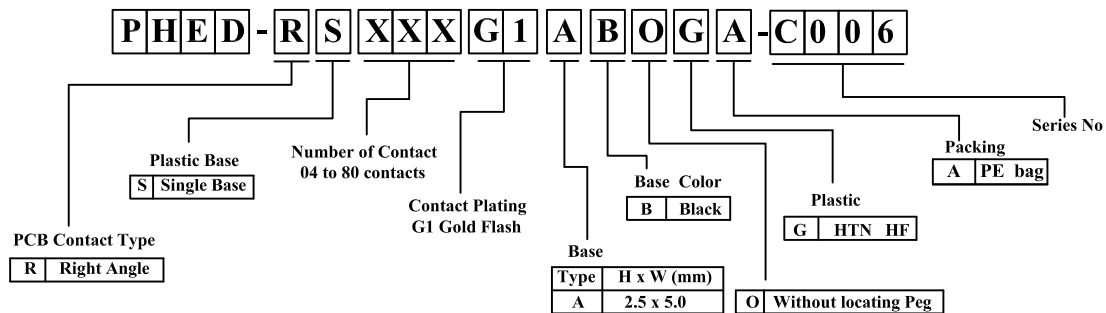 PHED-RSXXXG1ABOGA-C006
Series No
Packing
A PE bag
Number of Contact
04 to 80 contacts
Plastic Base
S Single Base
Base Color
B Black
Plastic
G HTN HF
Contact Plating
G1 Gold Flash
PCB Contact Type
R Right Angle
Base
Type H x W (mm)
A 2.5 x 5.0
O Without locating Peg